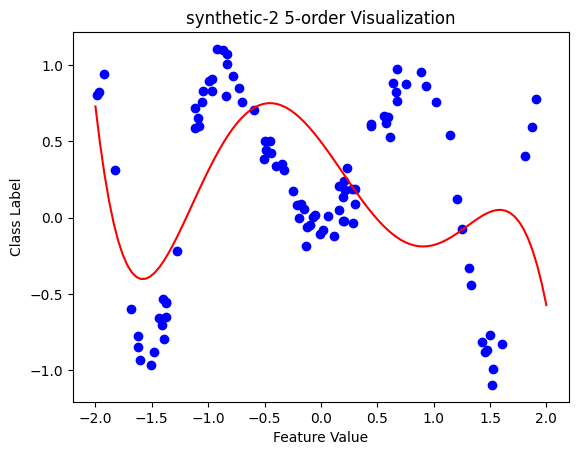 synthetic-2 5-order Visualization
1.0
0.5
0.0
-0.5
-1.0
Class Label
-2.0 -1.5 -1.0 -0.5 0.0 0.5 1.0 1.5 2.0
Feature Value